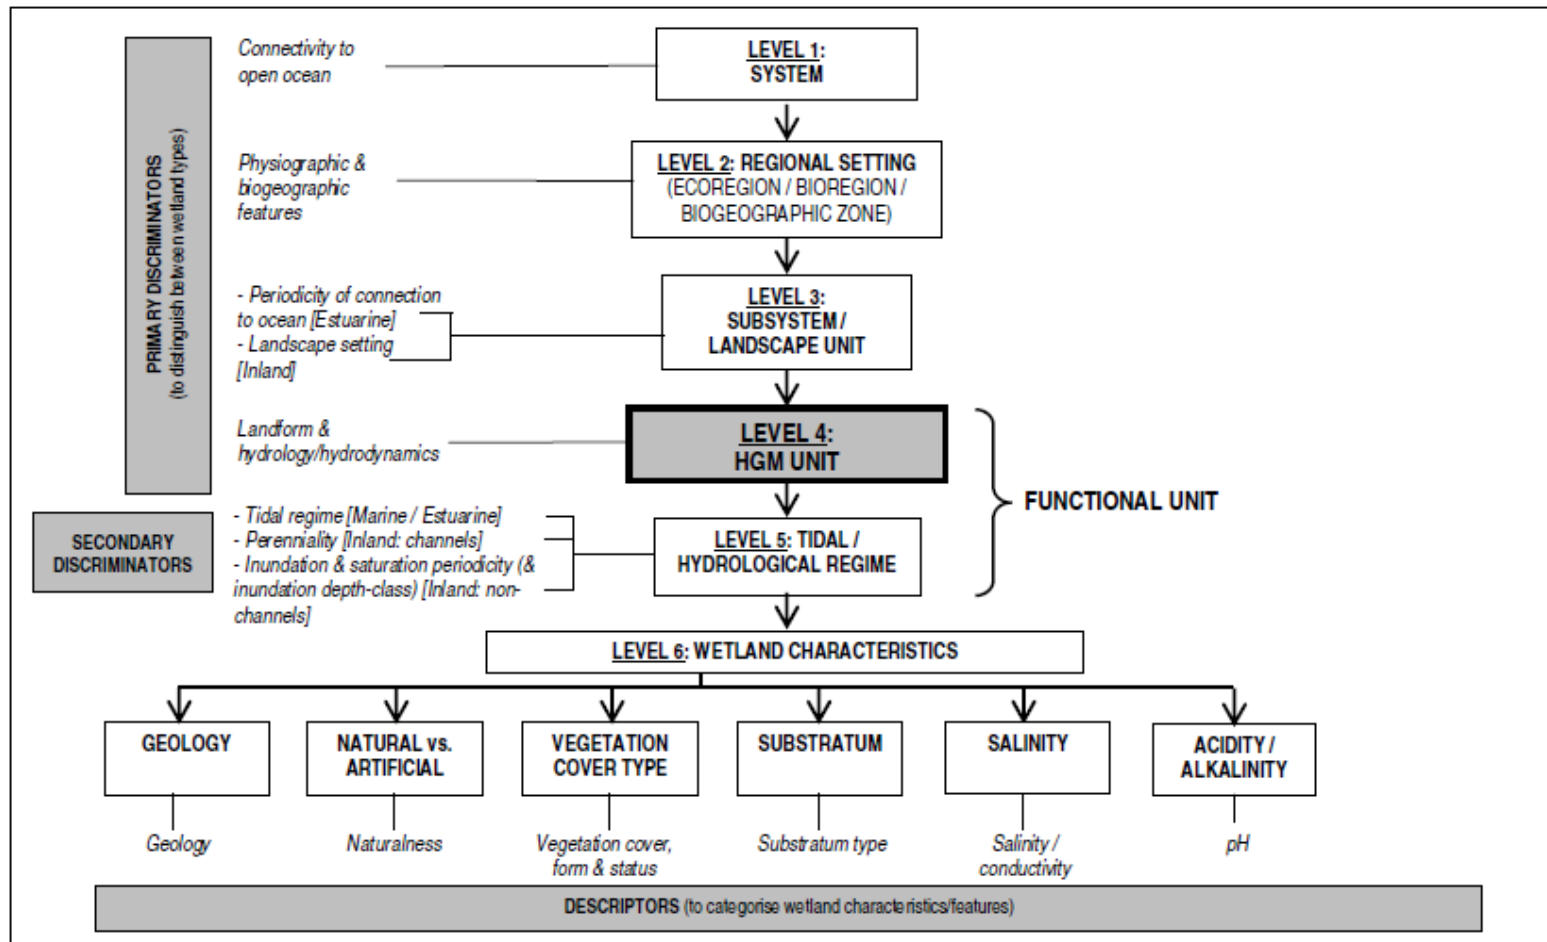 PRIMARY DISCRIMINATORS
(to distinguish between wetland types)
Connectivity to
open ocean
LEVEL 1:
SYSTEM
Physiographic &
biogeographic
features
LEVEL 2: REGIONAL SETTING
(ECOREGION / BIOREGION /
BIOGEOGRAPHIC ZONE)
- Periodicity of connection
to ocean [Estuarine]
- Landscape setting
[Inland]
LEVEL 3:
SUBSYSTEM /
LANDSCAPE UNIT
Landform &
hydrology/hydrodynamics
LEVEL 4:
HGM UNIT
FUNCTIONAL UNIT
SECONDARY
DISCRIMINATORS
- Tidal regime [Marine / Estuarine]
- Perenniality [Inland: channels]
- Inundation & saturation periodicity (&
inundation depth-class) [Inland: non-
channels]
LEVEL 5: TIDAL /
HYDROLOGICAL REGIME
LEVEL 6: WETLAND CHARACTERISTICS
GEOLOGY
NATURAL vs.
ARTIFICIAL
VEGETATION
COVER TYPE
SUBSTRATUM
SALINITY
ACIDITY /
ALKALINITY
Geology
Naturalness
Vegetation cover,
form & status
Substratum type
Salinity /
conductivity
pH
DESCRIPTORS (to categorise wetland characteristics/features)